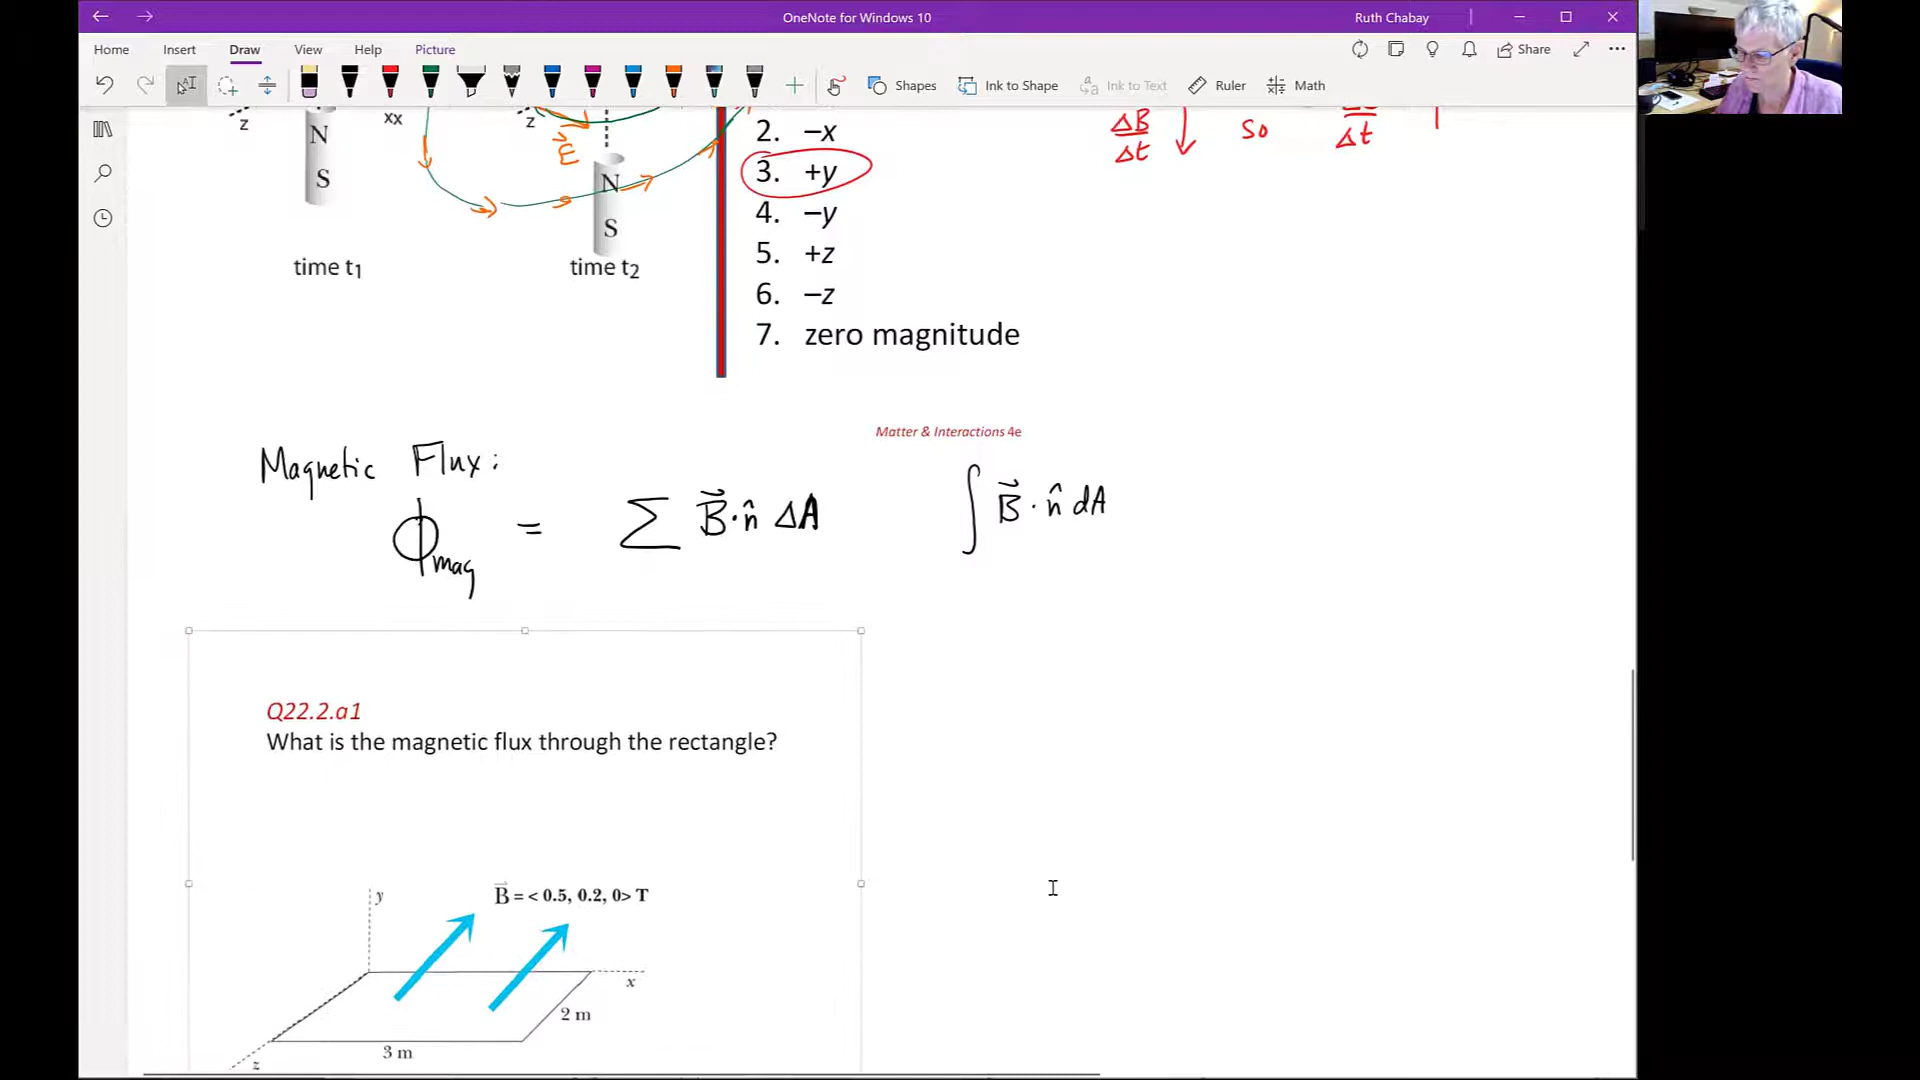 OneNote for Windows 10
Ruth Chabay
Home Insert Draw View Help Picture
Share
Shapes Ink to Shape Ink to Text Ruler Math
z
xx
z
N
S
N
S
E
time t1
time t2
2. –x
3. +y
4. –y
5. +z
6. –z
7. zero magnitude
ΔB
Δt
so
Δt
Matter & Interactions 4e
Magnetic Flux:
Φmag = ∑ B⃗·n̂ ΔA ∫ B⃗·n̂ dA
Q22.2.a1
What is the magnetic flux through the rectangle?
y
B⃗ = < 0.5, 0.2, 0> T
x
2 m
3 m
z